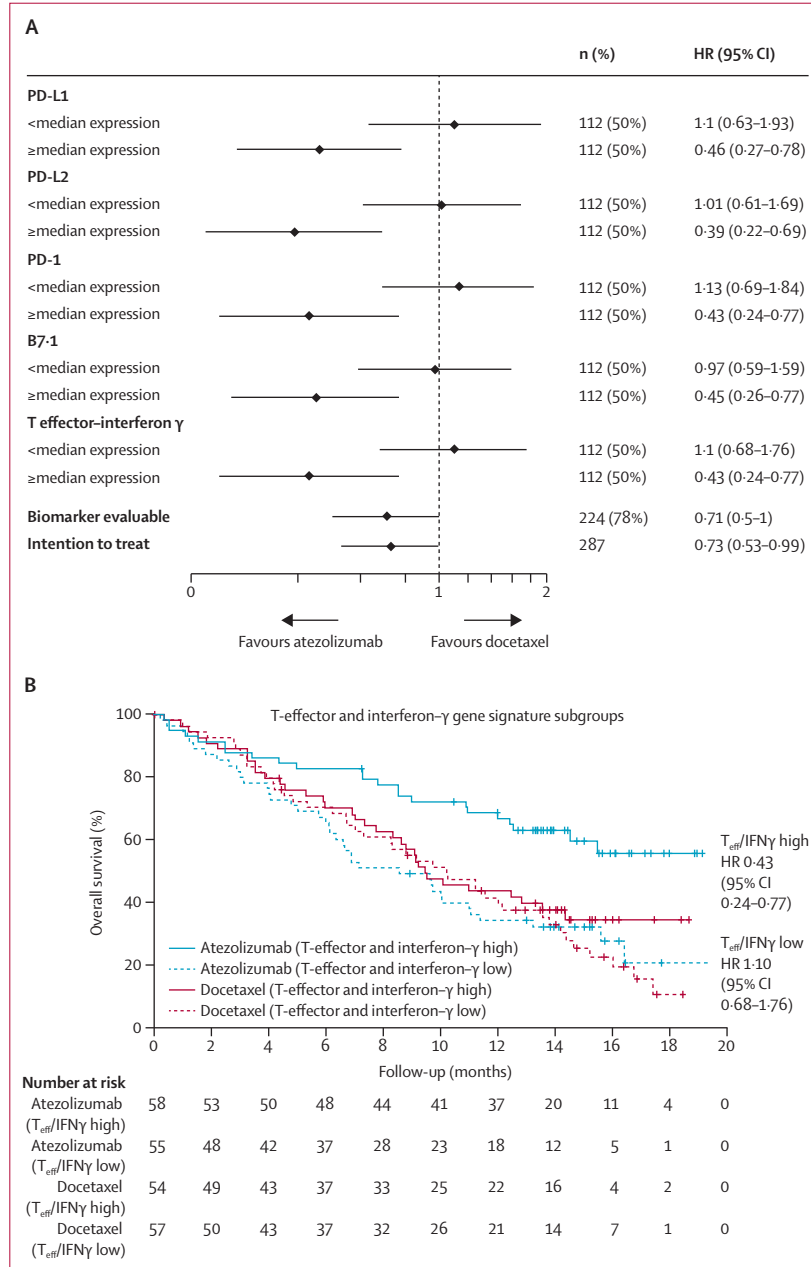 A
n (%) HR (95% CI)
PD-L1
<median expression 112 (50%) 1·1 (0·63–1·93)
≥median expression 112 (50%) 0·46 (0·27–0·78)
PD-L2
<median expression 112 (50%) 1·01 (0·61–1·69)
≥median expression 112 (50%) 0·39 (0·22–0·69)
PD-1
<median expression 112 (50%) 1·13 (0·69–1·84)
≥median expression 112 (50%) 0·43 (0·24–0·77)
B7·1
<median expression 112 (50%) 0·97 (0·59–1·59)
≥median expression 112 (50%) 0·45 (0·26–0·77)
T effector–interferon γ
<median expression 112 (50%) 1·1 (0·68–1·76)
≥median expression 112 (50%) 0·43 (0·24–0·77)
Biomarker evaluable 224 (78%) 0·71 (0·5–1)
Intention to treat 287 0·73 (0·53–0·99)
0 1 2
Favours atezolizumab Favours docetaxel
B
T-effector and interferon–γ gene signature subgroups
100
80
60
40
20
0
Overall survival (%)
Teff/IFNγ high
HR 0·43
(95% CI
0·24–0·77)
Teff/IFNγ low
HR 1·10
(95% CI
0·68–1·76)
Atezolizumab (T-effector and interferon–γ high)
Atezolizumab (T-effector and interferon–γ low)
Docetaxel (T-effector and interferon–γ high)
Docetaxel (T-effector and interferon–γ low)
0 2 4 6 8 10 12 14 16 18 20
Follow-up (months)
Number at risk
Atezolizumab 58 53 50 48 44 41 37 20 11 4 0
(Teff/IFNγ high)
Atezolizumab 55 48 42 37 28 23 18 12 5 1 0
(Teff/IFNγ low)
Docetaxel 54 49 43 37 33 25 22 16 4 2 0
(Teff/IFNγ high)
Docetaxel 57 50 43 37 32 26 21 14 7 1 0
(Teff/IFNγ low)